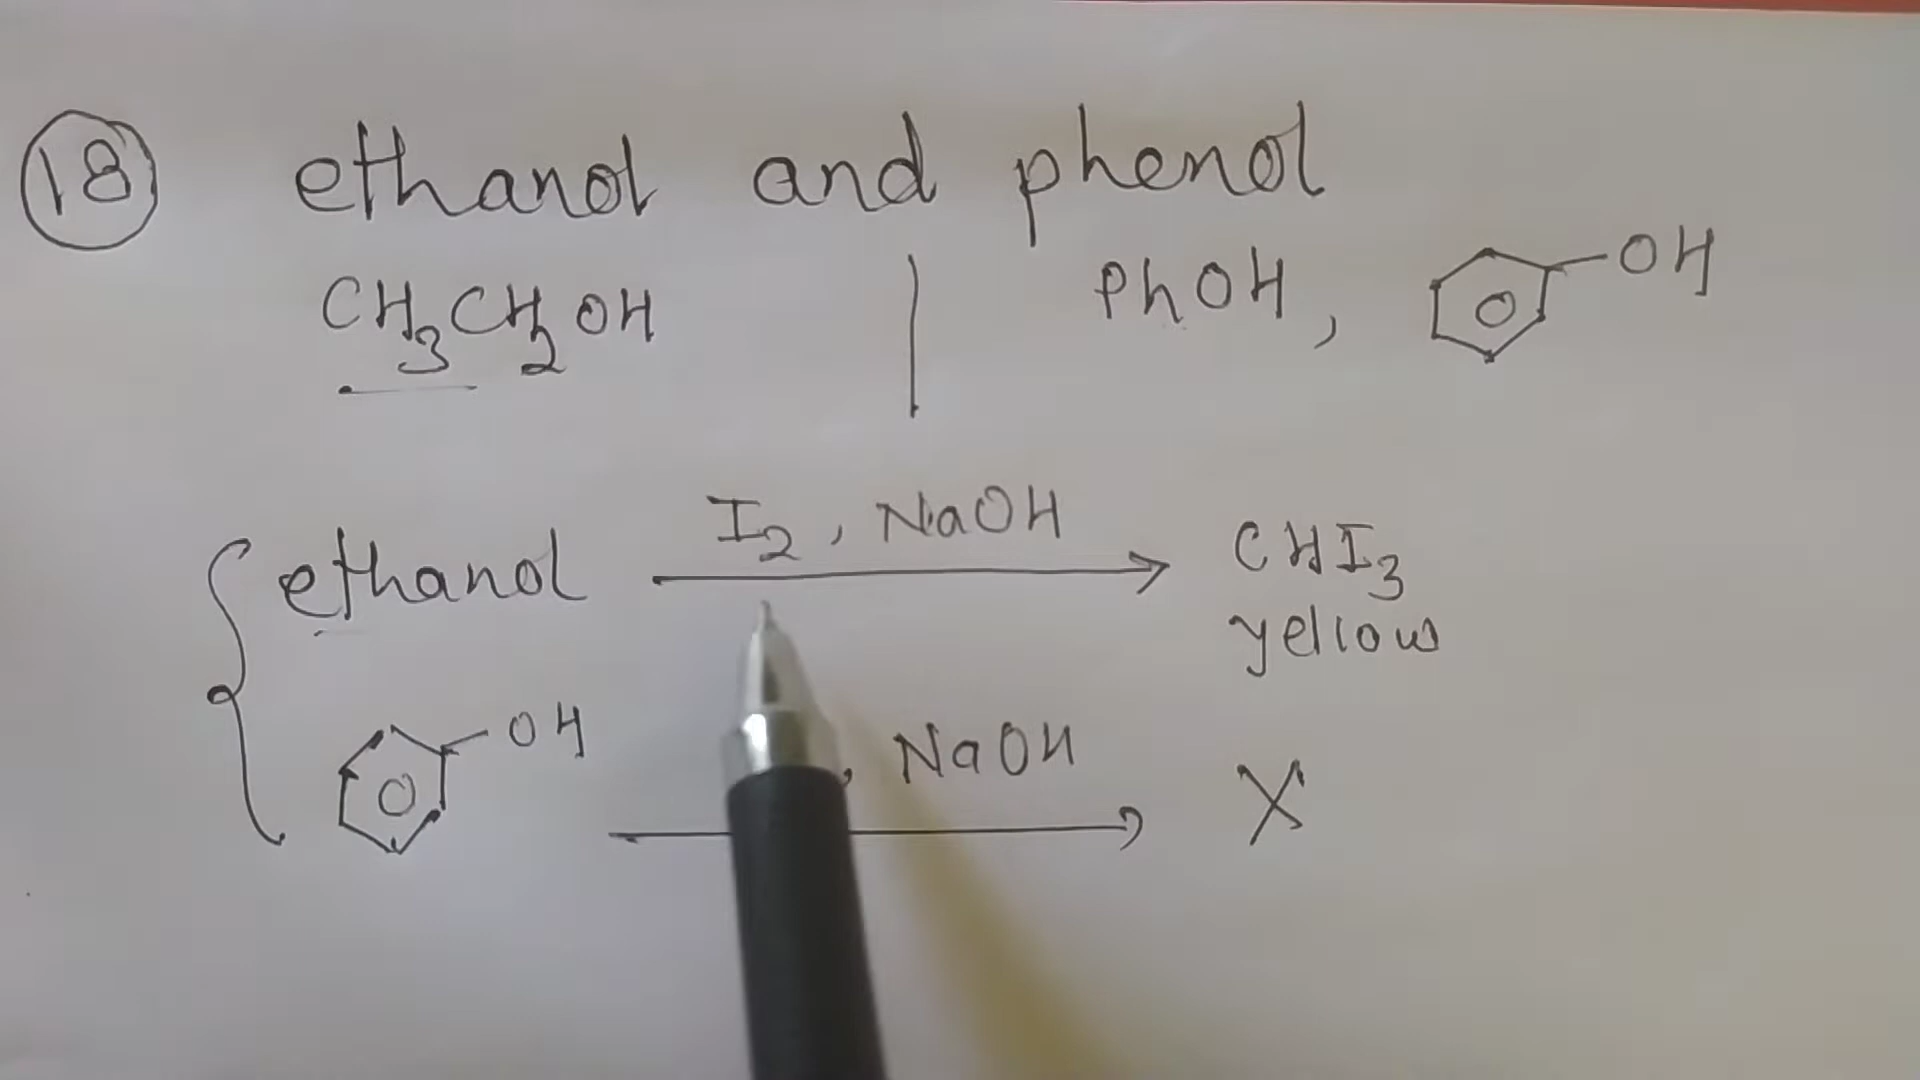 18 ethanol and phenol
CH3CH2OH | PhOH, OH
ethanol I2, NaOH CHI3
yellow
OH , NaOH X